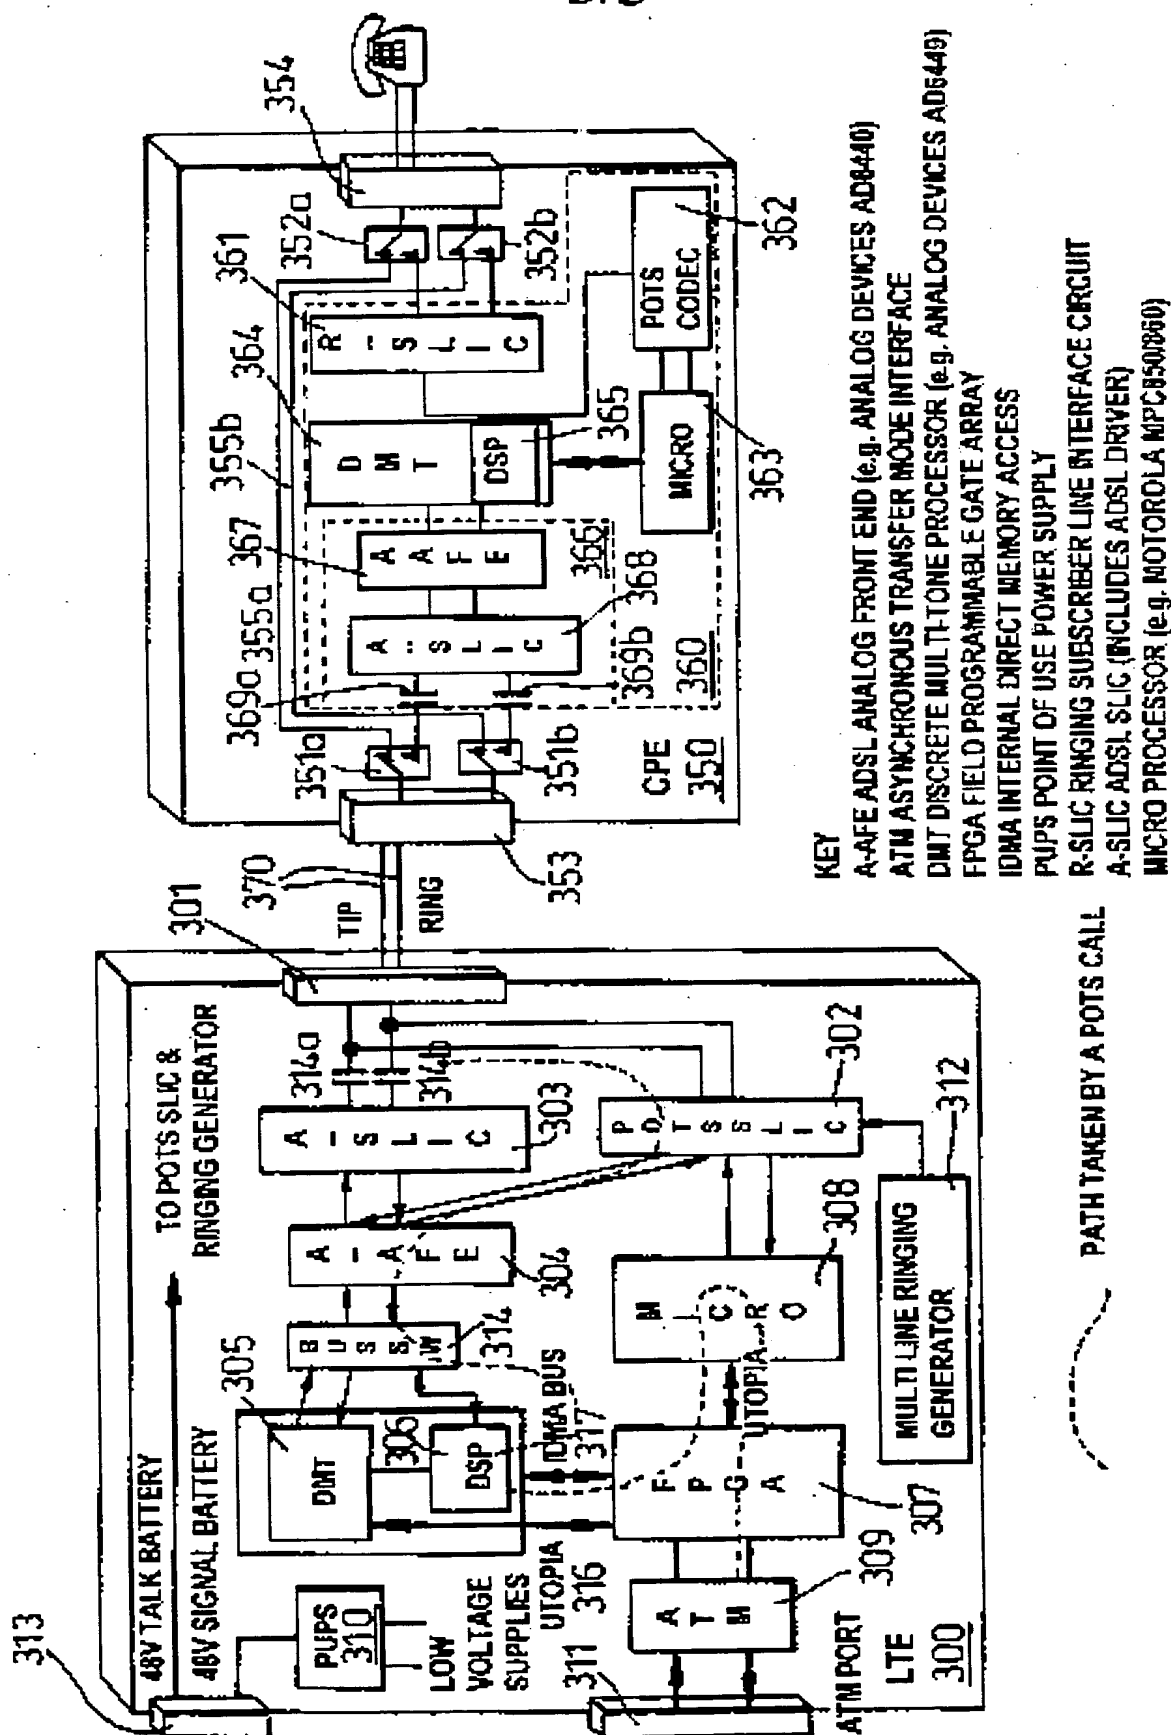 313
48V TALK BATTERY
48V SIGNAL BATTERY
TO POTS SLIC &
RINGING GENERATOR
PUPS
310
LOW
VOLTAGE
SUPPLIES
305
DMT
306
DSP
BUS SW
314
A-AFE
304
A-SLIC
303
314a
314b
301
TIP
RING
370
UTOPIA
316
IDMA BUS
317
FPGA
307
UTOPIA
MICRO
308
POTS SLIC
302
312
MULTI LINE RINGING
GENERATOR
311
ATM
309
ATM PORT
LTE
300
353
351a
351b
369a
355a
367
355b
364
361
352a
352b
354
A-SLIC
368
369b
A-AFE
366
DMT
DSP
365
R-SLIC
MICRO
363
POTS
CODEC
362
360
CPE
350
KEY
A-AFE ADSL ANALOG FRONT END (e.g. ANALOG DEVICES AD6440)
ATM ASYNCHRONOUS TRANSFER MODE INTERFACE
DMT DISCRETE MULTI-TONE PROCESSOR (e.g. ANALOG DEVICES AD6449)
FPGA FIELD PROGRAMMABLE GATE ARRAY
IDMA INTERNAL DIRECT MEMORY ACCESS
PUPS POINT OF USE POWER SUPPLY
R-SLIC RINGING SUBSCRIBER LINE INTERFACE CIRCUIT
A-SLIC ADSL SLIC (INCLUDES ADSL DRIVER)
MICRO PROCESSOR (e.g. MOTOROLA MPC850/860)
PATH TAKEN BY A POTS CALL